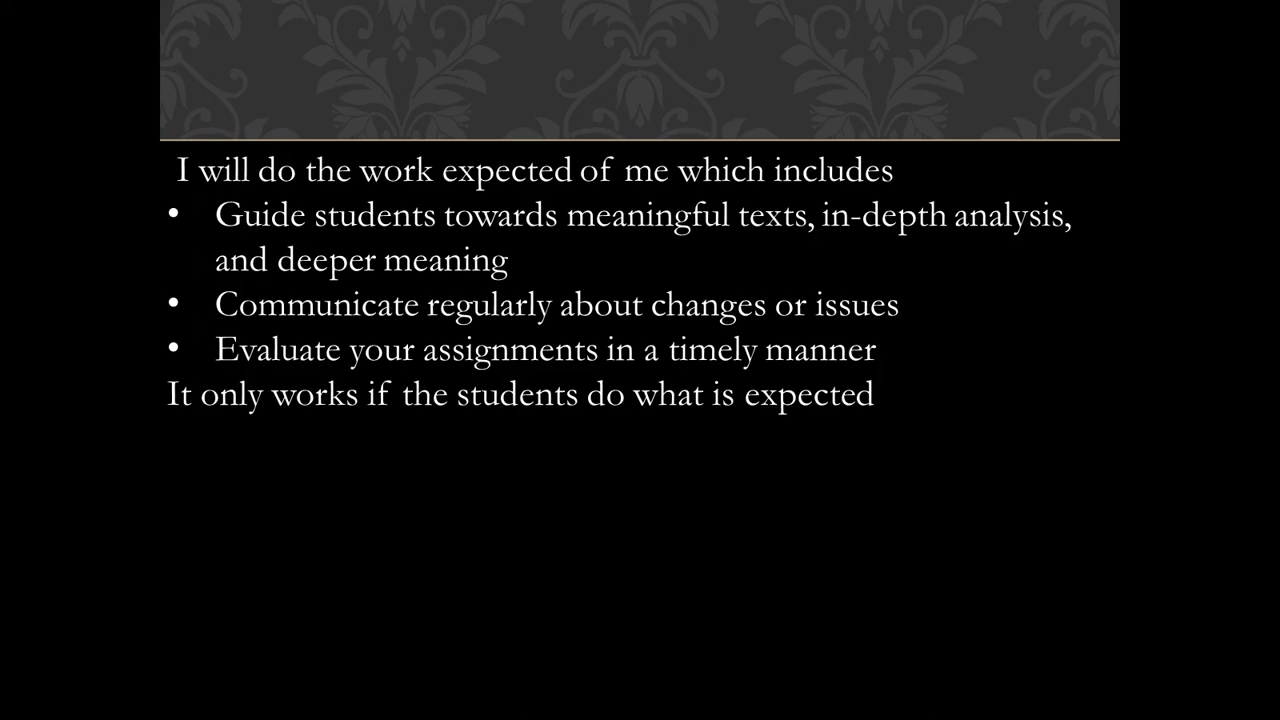 I will do the work expected of me which includes
• Guide students towards meaningful texts, in-depth analysis,
and deeper meaning
• Communicate regularly about changes or issues
• Evaluate your assignments in a timely manner
It only works if the students do what is expected